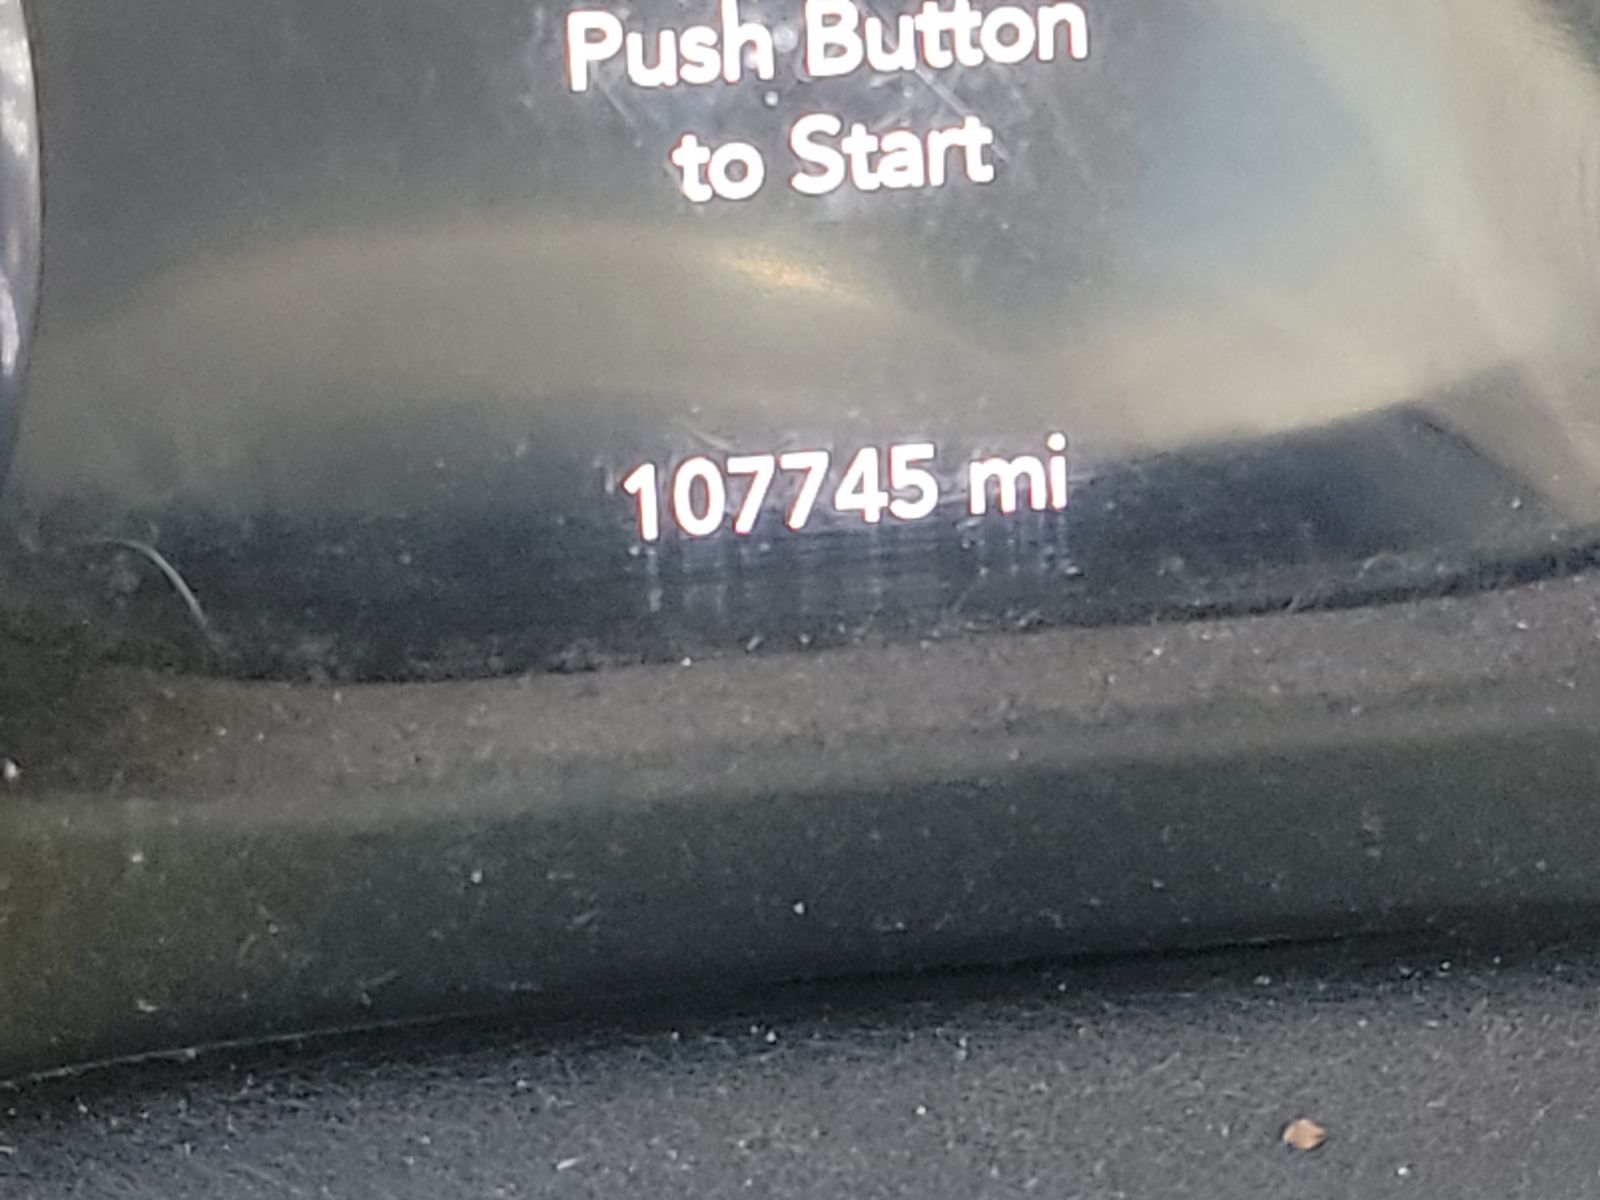 Push Button
to Start
107745 mi